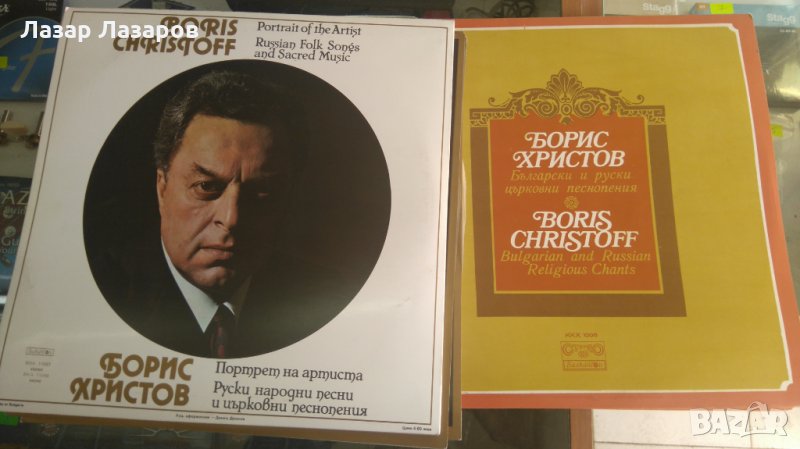 Лазар Лазаров
BORIS
CHRISTOFF
Portrait of the Artist
Russian Folk Songs
and Sacred Music
БОРИС
ХРИСТОВ
Портрет на артиста
Руски народни песни
и църковни песнопения
БОРИС
ХРИСТОВ
Български и руски
църковни песнопения
BORIS
CHRISTOFF
Bulgarian and Russian
Religious Chants
Balkanton
Stagg
Bazar